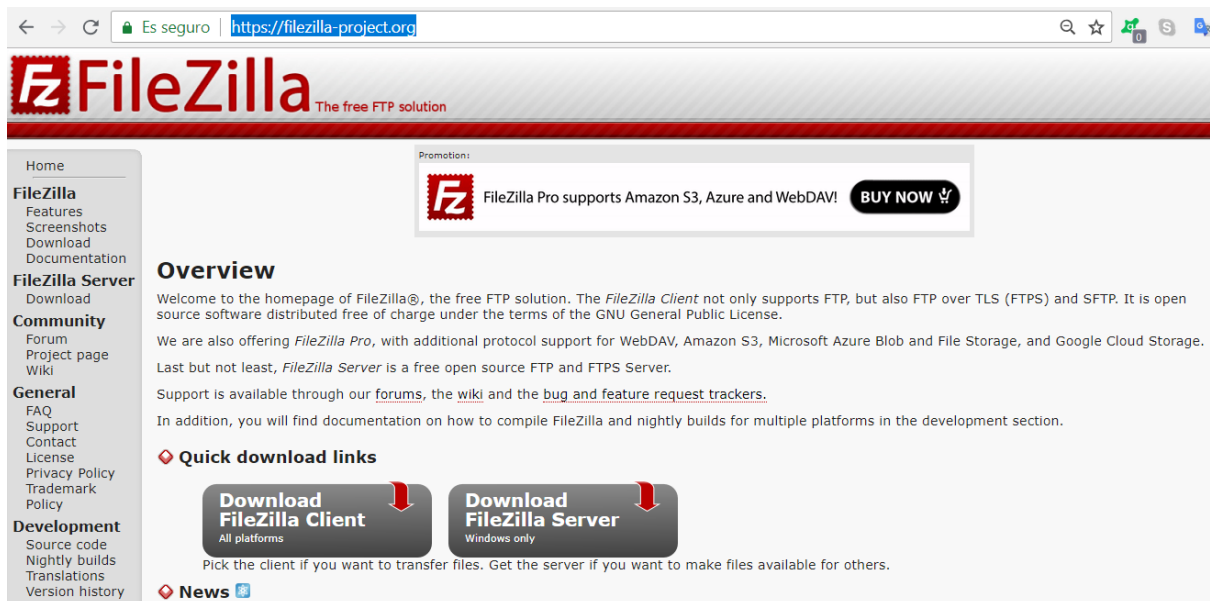 Es seguro | https://filezilla-project.org
0
S
G
Fz FileZilla The free FTP solution
Promotion:
Fz FileZilla Pro supports Amazon S3, Azure and WebDAV! BUY NOW
Home
FileZilla
Features
Screenshots
Download
Documentation
FileZilla Server
Download
Community
Forum
Project page
Wiki
General
FAQ
Support
Contact
License
Privacy Policy
Trademark
Policy
Development
Source code
Nightly builds
Translations
Version history
Overview
Welcome to the homepage of FileZilla®, the free FTP solution. The FileZilla Client not only supports FTP, but also FTP over TLS (FTPS) and SFTP. It is open
source software distributed free of charge under the terms of the GNU General Public License.
We are also offering FileZilla Pro, with additional protocol support for WebDAV, Amazon S3, Microsoft Azure Blob and File Storage, and Google Cloud Storage.
Last but not least, FileZilla Server is a free open source FTP and FTPS Server.
Support is available through our forums, the wiki and the bug and feature request trackers.
In addition, you will find documentation on how to compile FileZilla and nightly builds for multiple platforms in the development section.
Quick download links
Download
FileZilla Client
All platforms
Download
FileZilla Server
Windows only
Pick the client if you want to transfer files. Get the server if you want to make files available for others.
News